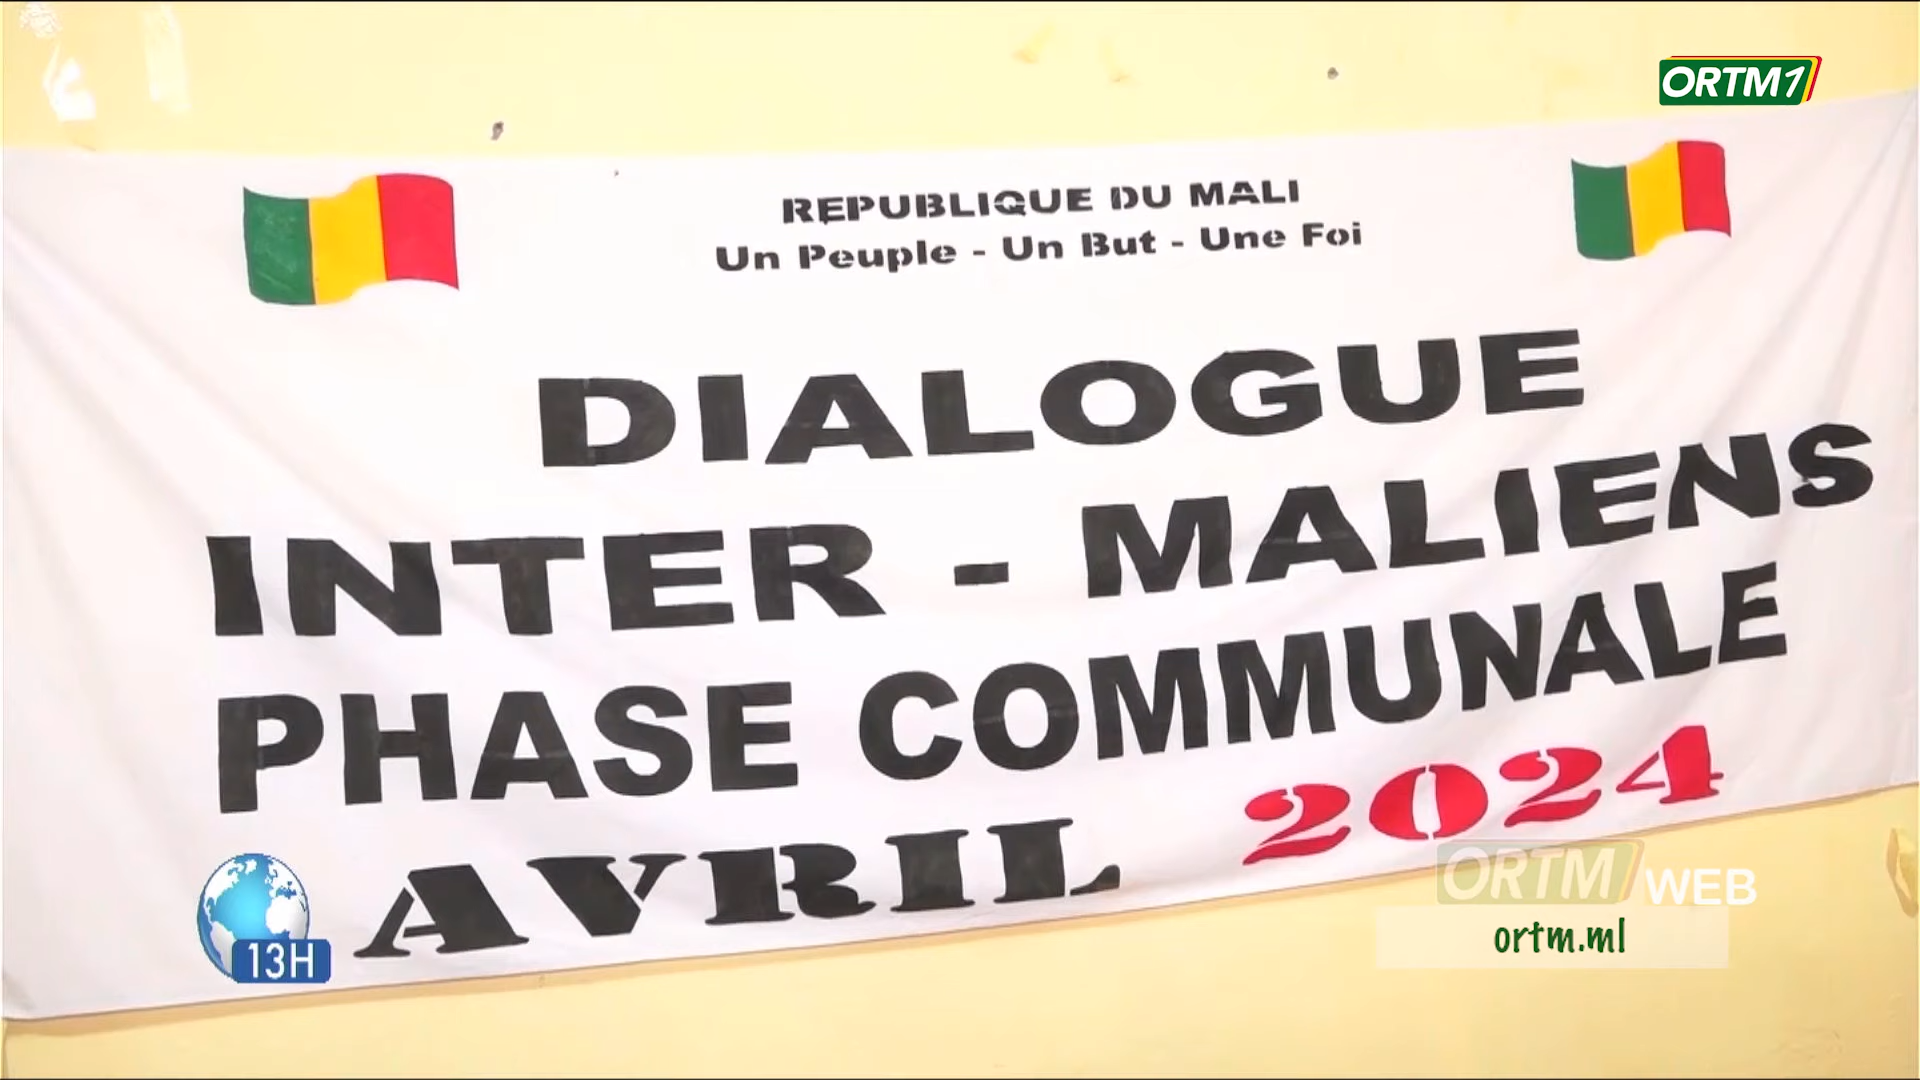 ORTM1
REPUBLIQUE DU MALI
Un Peuple - Un But - Une Foi
DIALOGUE
INTER - MALIENS
PHASE COMMUNALE
AVRIL 2024
13H
ORTM WEB
ortm.ml